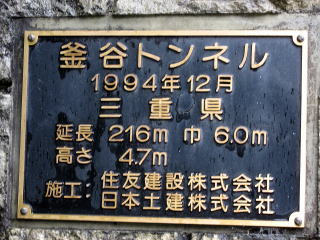 釜谷トンネル
1994年12月
三重県
延長 216m 巾 6.0m
高さ 4.7m
施工: 住友建設株式会社
日本土建株式会社